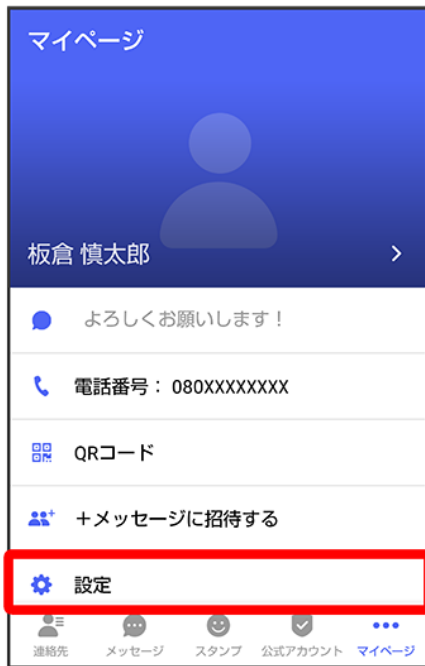 マイページ
板倉 慎太郎
よろしくお願いします！
電話番号： 080XXXXXXXX
QRコード
＋メッセージに招待する
設定
連絡先 メッセージ スタンプ 公式アカウント マイページ